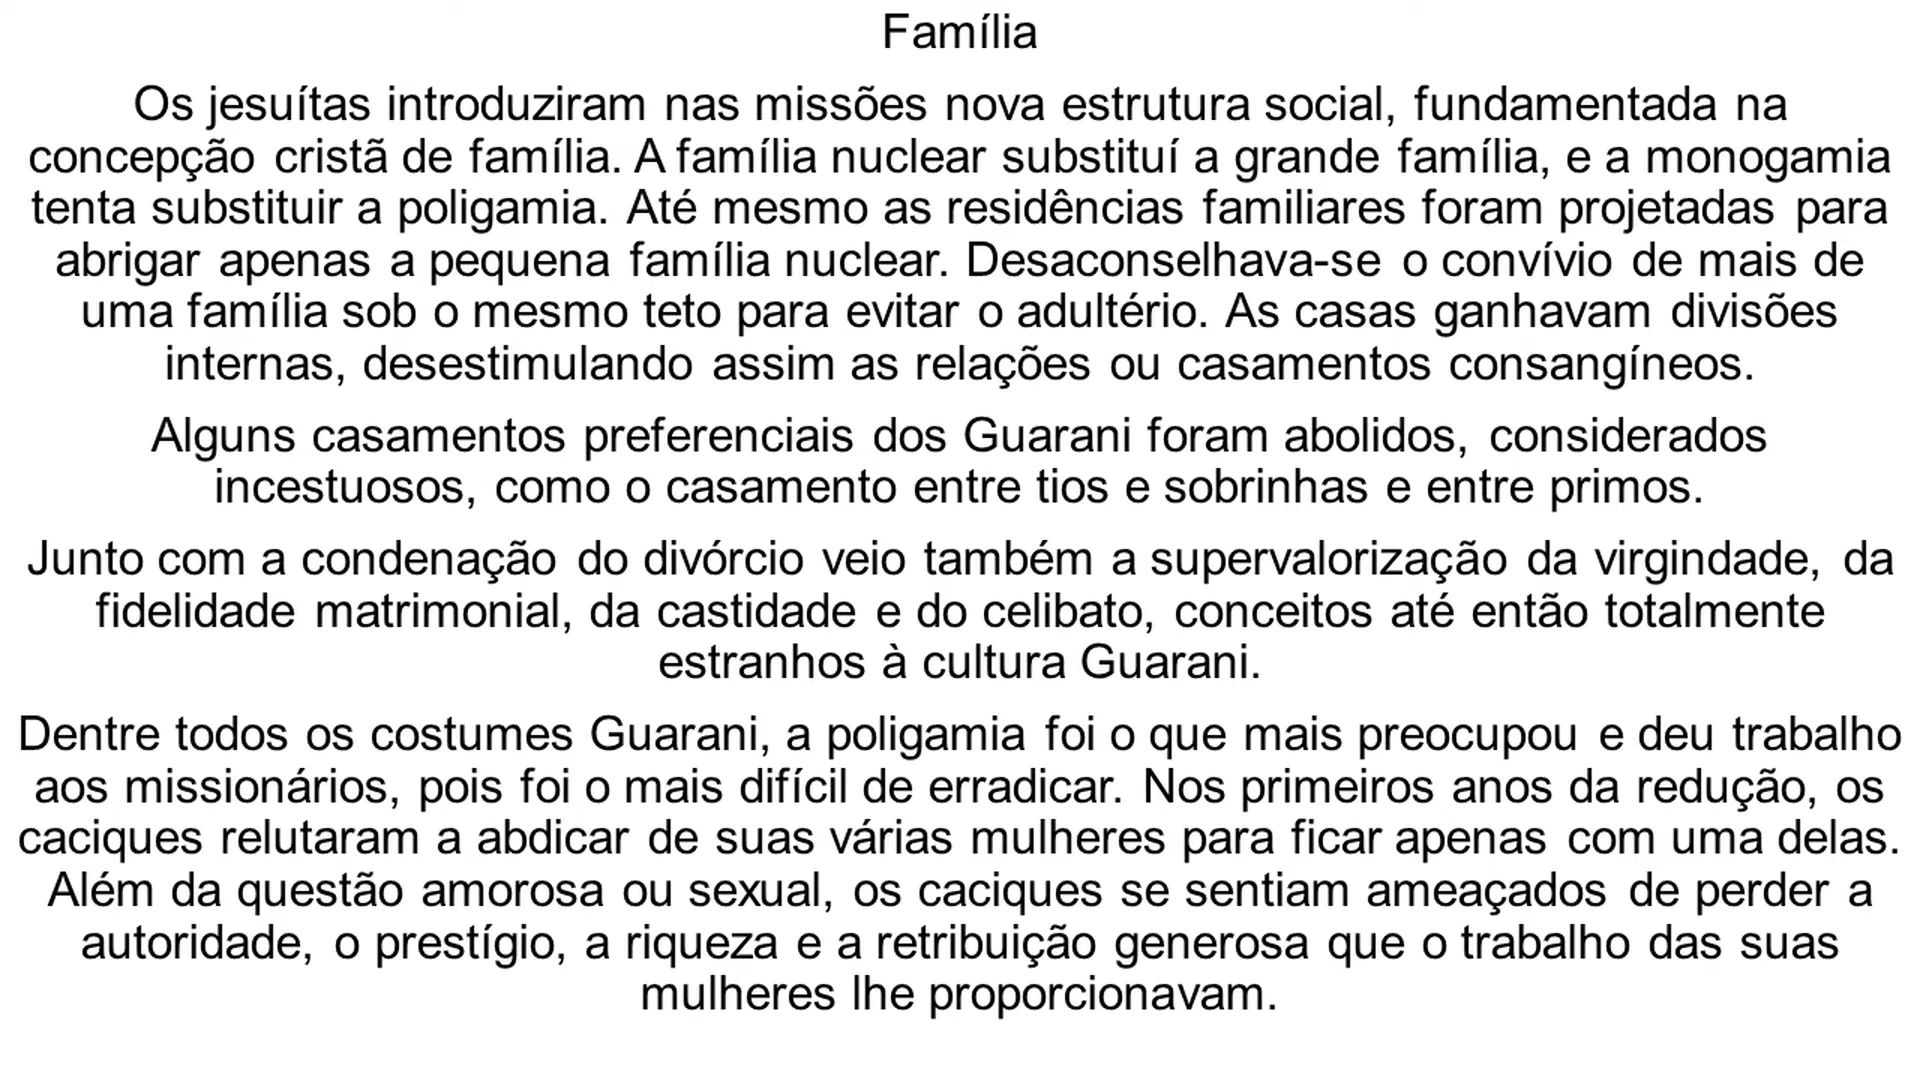 Família
Os jesuítas introduziram nas missões nova estrutura social, fundamentada na
concepção cristã de família. A família nuclear substituí a grande família, e a monogamia
tenta substituir a poligamia. Até mesmo as residências familiares foram projetadas para
abrigar apenas a pequena família nuclear. Desaconselhava-se o convívio de mais de
uma família sob o mesmo teto para evitar o adultério. As casas ganhavam divisões
internas, desestimulando assim as relações ou casamentos consangíneos.
Alguns casamentos preferenciais dos Guarani foram abolidos, considerados
incestuosos, como o casamento entre tios e sobrinhas e entre primos.
Junto com a condenação do divórcio veio também a supervalorização da virgindade, da
fidelidade matrimonial, da castidade e do celibato, conceitos até então totalmente
estranhos à cultura Guarani.
Dentre todos os costumes Guarani, a poligamia foi o que mais preocupou e deu trabalho
aos missionários, pois foi o mais difícil de erradicar. Nos primeiros anos da redução, os
caciques relutaram a abdicar de suas várias mulheres para ficar apenas com uma delas.
Além da questão amorosa ou sexual, os caciques se sentiam ameaçados de perder a
autoridade, o prestígio, a riqueza e a retribuição generosa que o trabalho das suas
mulheres lhe proporcionavam.